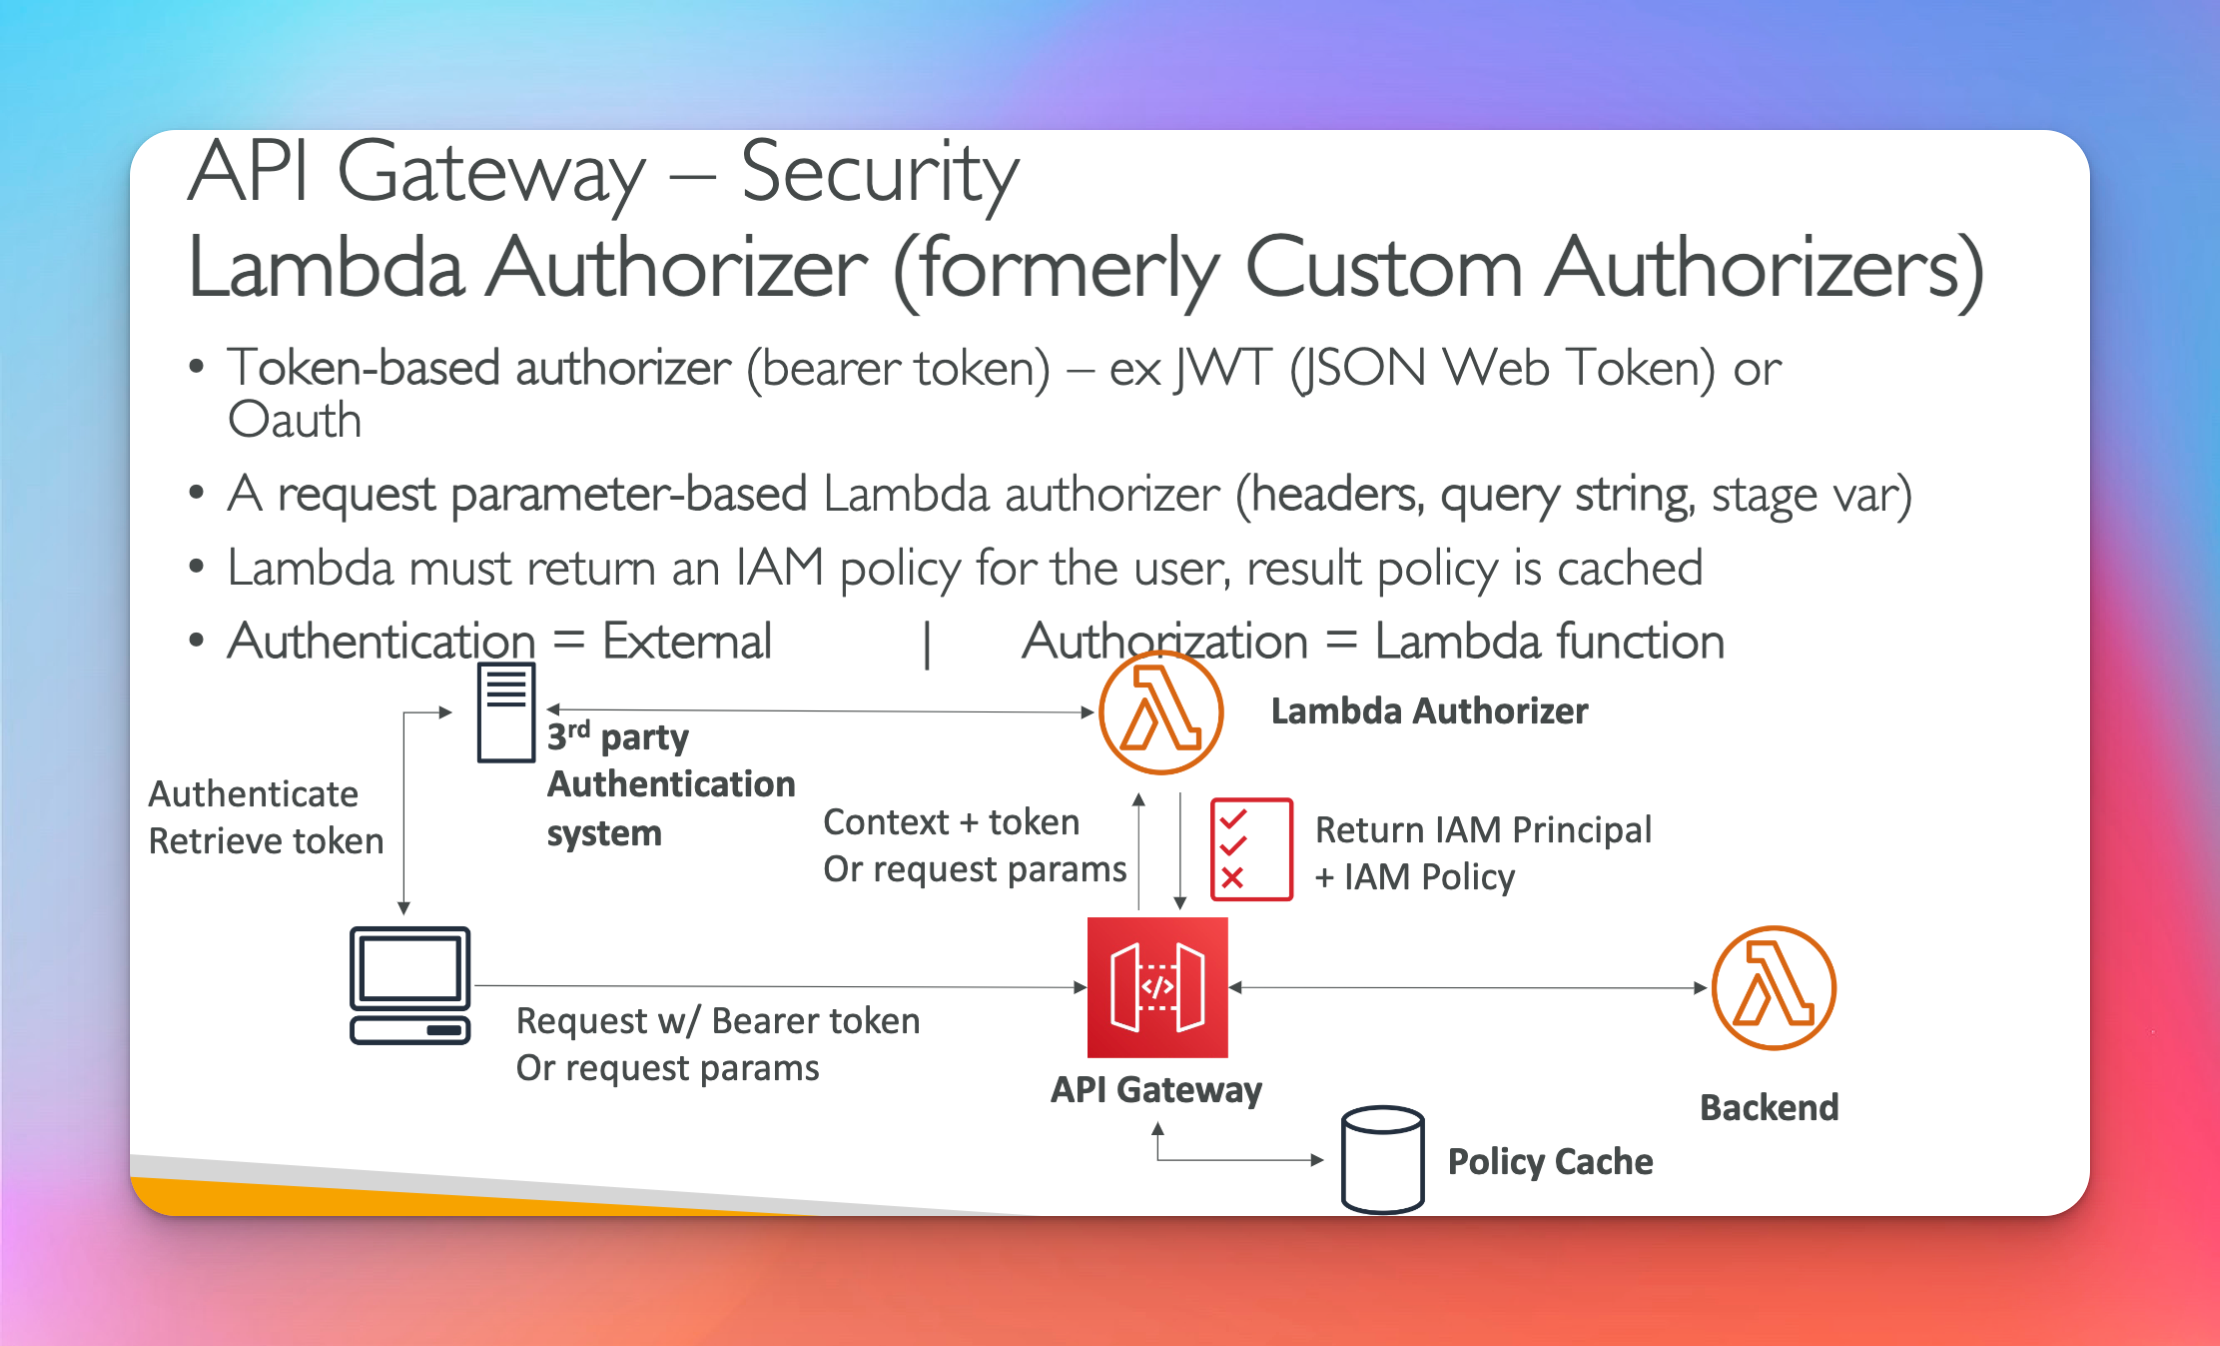 API Gateway – Security
Lambda Authorizer (formerly Custom Authorizers)
• Token-based authorizer (bearer token) – ex JWT (JSON Web Token) or
Oauth
• A request parameter-based Lambda authorizer (headers, query string, stage var)
• Lambda must return an IAM policy for the user, result policy is cached
• Authentication = External | Authorization = Lambda function
Lambda Authorizer
3rd party
Authentication
system
Authenticate
Retrieve token
Context + token
Or request params
Return IAM Principal
+ IAM Policy
</>
Request w/ Bearer token
Or request params
API Gateway
Backend
Policy Cache